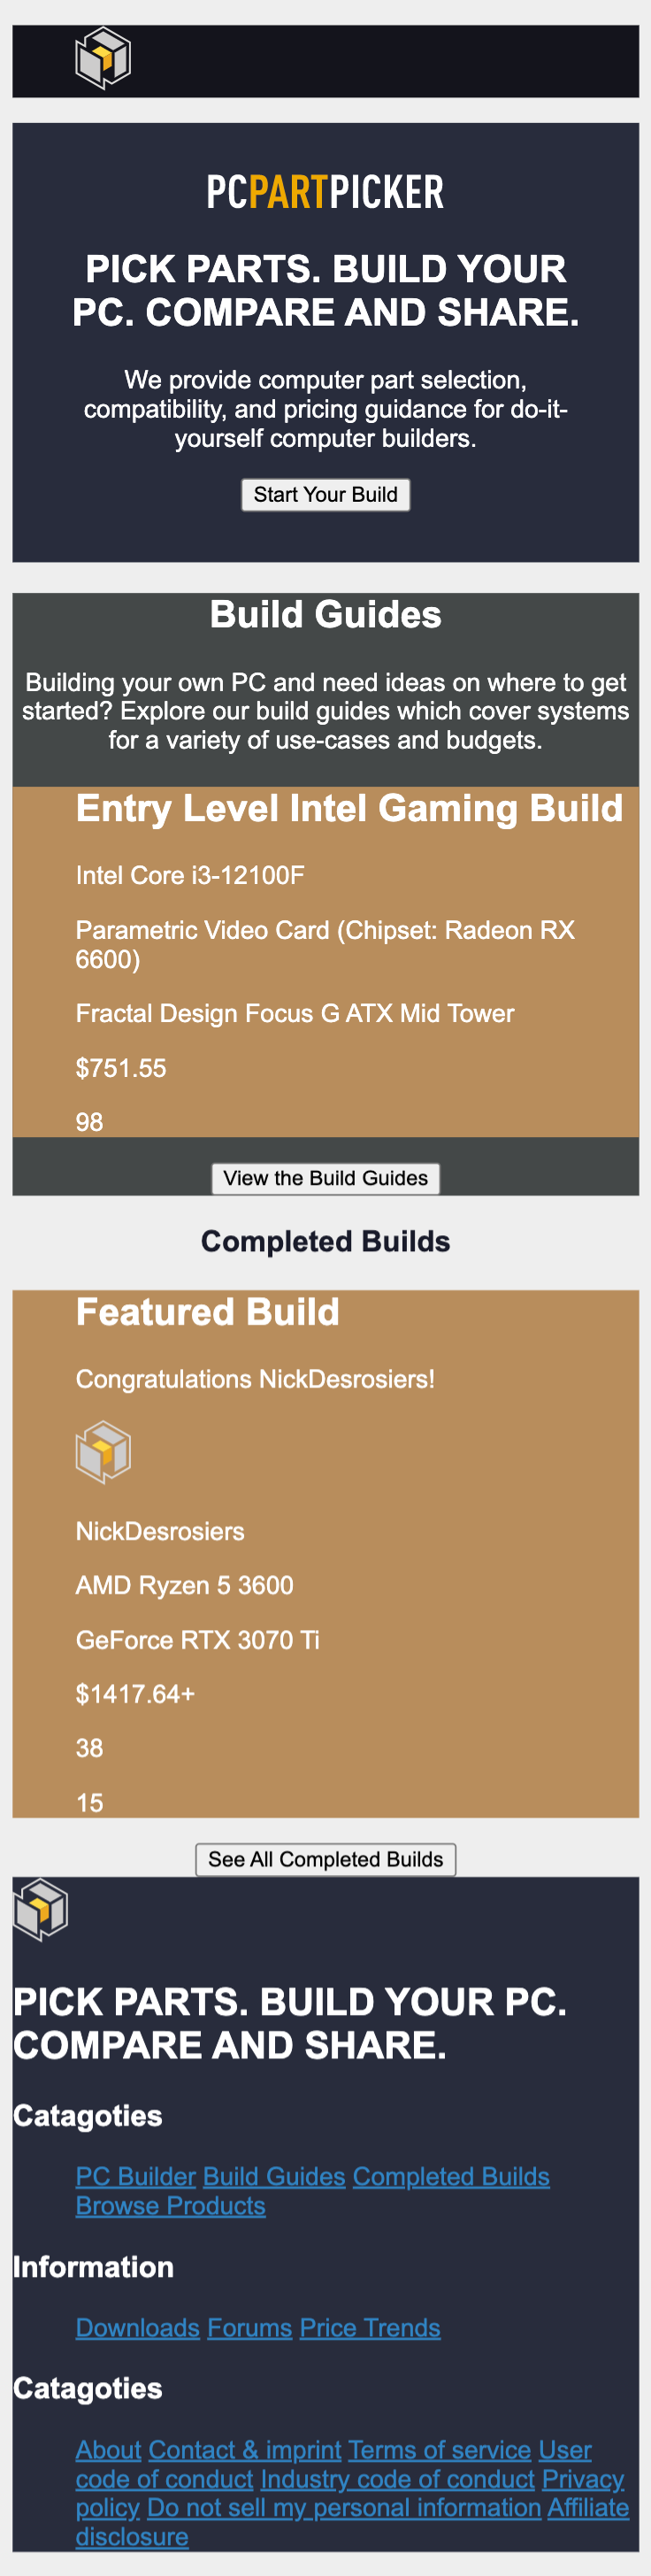 PCPARTPICKER
PICK PARTS. BUILD YOUR
PC. COMPARE AND SHARE.
We provide computer part selection,
compatibility, and pricing guidance for do-it-
yourself computer builders.
Start Your Build
Build Guides
Building your own PC and need ideas on where to get
started? Explore our build guides which cover systems
for a variety of use-cases and budgets.
Entry Level Intel Gaming Build
Intel Core i3-12100F
Parametric Video Card (Chipset: Radeon RX
6600)
Fractal Design Focus G ATX Mid Tower
$751.55
98
View the Build Guides
Completed Builds
Featured Build
Congratulations NickDesrosiers!
NickDesrosiers
AMD Ryzen 5 3600
GeForce RTX 3070 Ti
$1417.64+
38
15
See All Completed Builds
PICK PARTS. BUILD YOUR PC.
COMPARE AND SHARE.
Catagoties
PC Builder Build Guides Completed Builds
Browse Products
Information
Downloads Forums Price Trends
Catagoties
About Contact & imprint Terms of service User
code of conduct Industry code of conduct Privacy
policy Do not sell my personal information Affiliate
disclosure